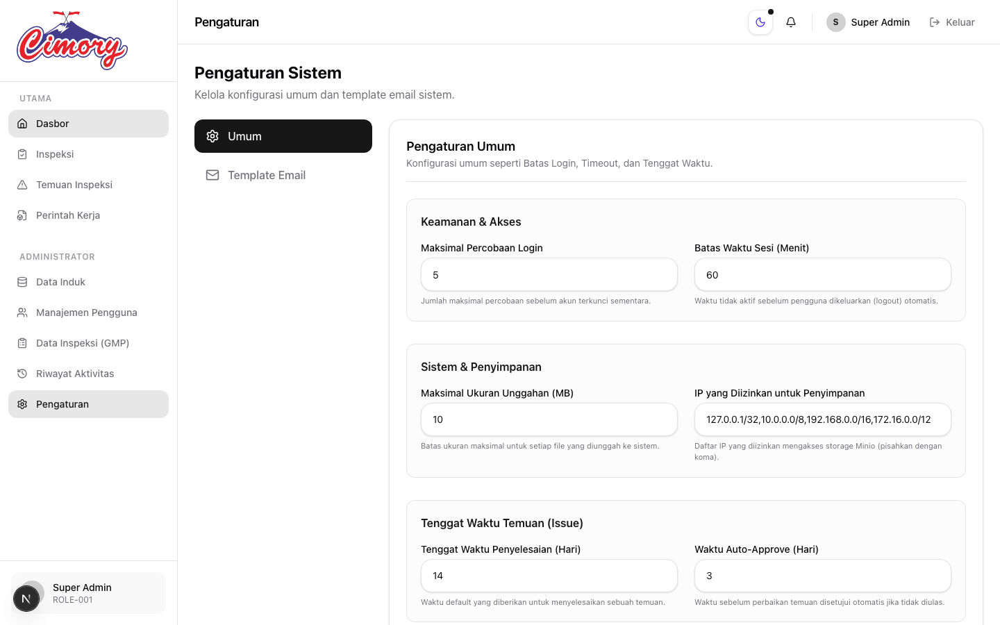 Cimory
Pengaturan
S
Super Admin
Keluar
UTAMA
Dasbor
Inspeksi
Temuan Inspeksi
Perintah Kerja
ADMINISTRATOR
Data Induk
Manajemen Pengguna
Data Inspeksi (GMP)
Riwayat Aktivitas
Pengaturan
N
Super Admin
ROLE-001
Pengaturan Sistem
Kelola konfigurasi umum dan template email sistem.
Umum
Template Email
Pengaturan Umum
Konfigurasi umum seperti Batas Login, Timeout, dan Tenggat Waktu.
Keamanan & Akses
Maksimal Percobaan Login
5
Jumlah maksimal percobaan sebelum akun terkunci sementara.
Batas Waktu Sesi (Menit)
60
Waktu tidak aktif sebelum pengguna dikeluarkan (logout) otomatis.
Sistem & Penyimpanan
Maksimal Ukuran Unggahan (MB)
10
Batas ukuran maksimal untuk setiap file yang diunggah ke sistem.
IP yang Diizinkan untuk Penyimpanan
127.0.0.1/32,10.0.0.0/8,192.168.0.0/16,172.16.0.0/12
Daftar IP yang diizinkan mengakses storage Minio (pisahkan dengan
koma).
Tenggat Waktu Temuan (Issue)
Tenggat Waktu Penyelesaian (Hari)
14
Waktu default yang diberikan untuk menyelesaikan sebuah temuan.
Waktu Auto-Approve (Hari)
3
Waktu sebelum perbaikan temuan disetujui otomatis jika tidak diulas.